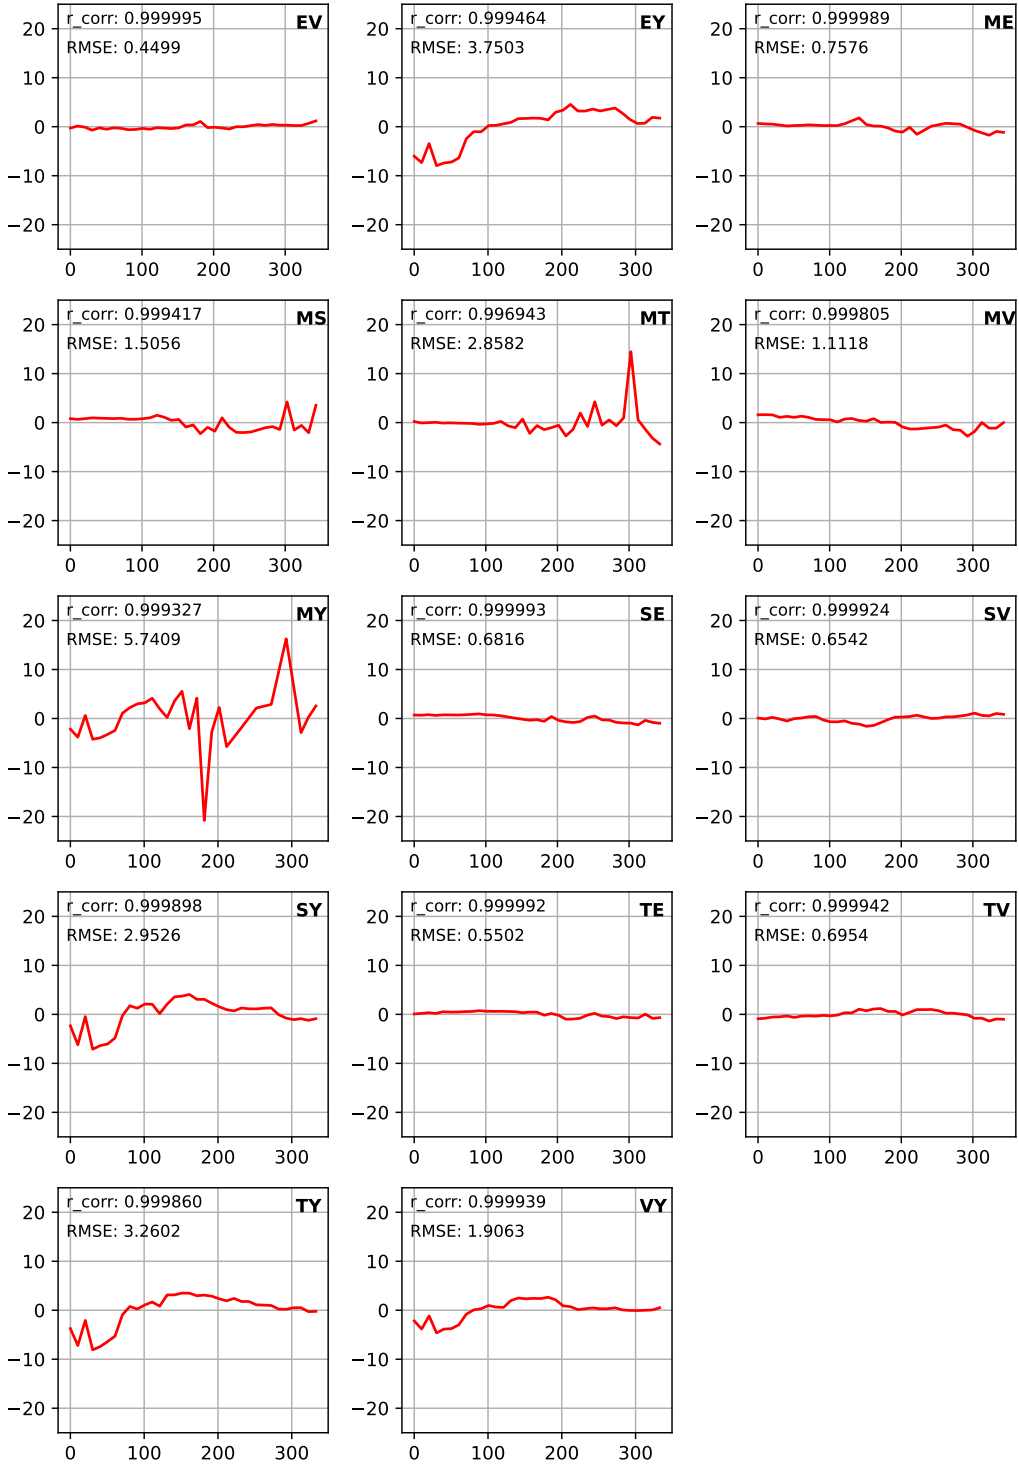 r_corr: 0.999995 EV
RMSE: 0.4499
20
10
0
−10
−20
0 100 200 300
r_corr: 0.999464 EY
RMSE: 3.7503
20
10
0
−10
−20
0 100 200 300
r_corr: 0.999989 ME
RMSE: 0.7576
20
10
0
−10
−20
0 100 200 300
r_corr: 0.999417 MS
RMSE: 1.5056
20
10
0
−10
−20
0 100 200 300
r_corr: 0.996943 MT
RMSE: 2.8582
20
10
0
−10
−20
0 100 200 300
r_corr: 0.999805 MV
RMSE: 1.1118
20
10
0
−10
−20
0 100 200 300
r_corr: 0.999327 MY
RMSE: 5.7409
20
10
0
−10
−20
0 100 200 300
r_corr: 0.999993 SE
RMSE: 0.6816
20
10
0
−10
−20
0 100 200 300
r_corr: 0.999924 SV
RMSE: 0.6542
20
10
0
−10
−20
0 100 200 300
r_corr: 0.999898 SY
RMSE: 2.9526
20
10
0
−10
−20
0 100 200 300
r_corr: 0.999992 TE
RMSE: 0.5502
20
10
0
−10
−20
0 100 200 300
r_corr: 0.999942 TV
RMSE: 0.6954
20
10
0
−10
−20
0 100 200 300
r_corr: 0.999860 TY
RMSE: 3.2602
20
10
0
−10
−20
0 100 200 300
r_corr: 0.999939 VY
RMSE: 1.9063
20
10
0
−10
−20
0 100 200 300